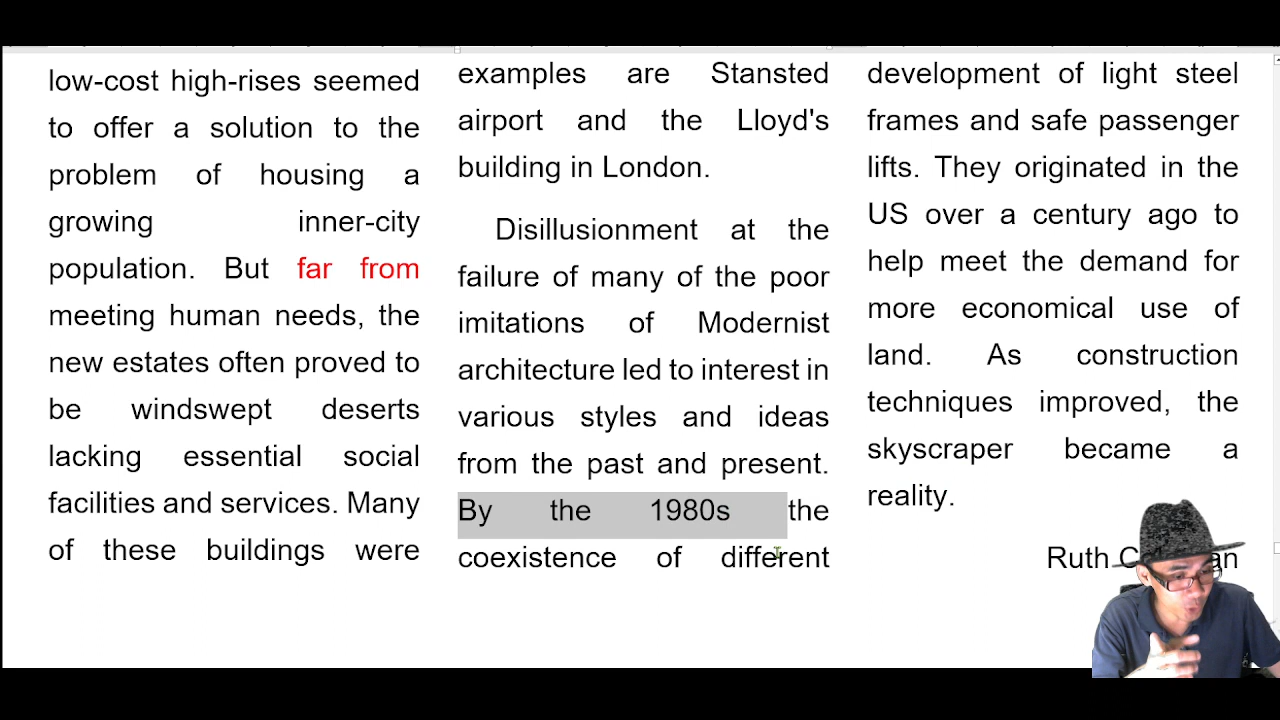 low-cost high-rises seemed
to offer a solution to the
problem of housing a
growing inner-city
population. But far from
meeting human needs, the
new estates often proved to
be windswept deserts
lacking essential social
facilities and services. Many
of these buildings were
examples are Stansted
airport and the Lloyd's
building in London.
Disillusionment at the
failure of many of the poor
imitations of Modernist
architecture led to interest in
various styles and ideas
from the past and present.
By the 1980s the
coexistence of different
development of light steel
frames and safe passenger
lifts. They originated in the
US over a century ago to
help meet the demand for
more economical use of
land. As construction
techniques improved, the
skyscraper became a
reality.
Ruth